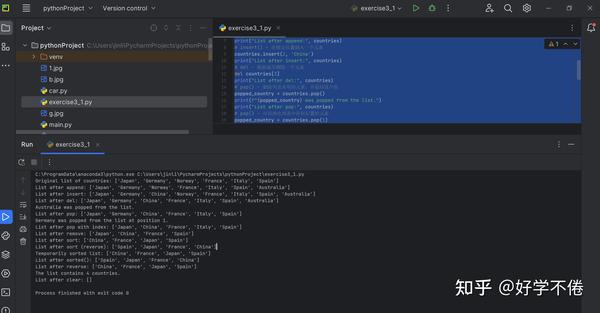 pythonProject
Version control
exercise3_1
Project
exercise3_1.py
pythonProject C:\Users\jinli\PycharmProjects\pythonPro
venv
1.jpg
b.jpg
car.py
exercise3_1.py
g.jpg
main.py
print("List after append:", countries)
countries.insert(2, 'China')
print("List after insert:", countries)
print("List after del:", countries)
popped_country = countries.pop()
print(f"{popped_country} was popped from the list.")
print("List after pop:", countries)
popped_country = countries.pop(1)
1
Run exercise3_1
C:\ProgramData\anaconda3\python.exe C:\Users\jinli\PycharmProjects\pythonProject\exercise3_1.py
Original list of countries: ['Japan', 'Germany', 'Norway', 'France', 'Italy', 'Spain']
List after append: ['Japan', 'Germany', 'Norway', 'France', 'Italy', 'Spain', 'Australia']
List after insert: ['Japan', 'Germany', 'China', 'Norway', 'France', 'Italy', 'Spain', 'Australia']
List after del: ['Japan', 'Germany', 'China', 'France', 'Italy', 'Spain', 'Australia']
Australia was popped from the list.
List after pop: ['Japan', 'Germany', 'China', 'France', 'Italy', 'Spain']
Germany was popped from the list at position 1.
List after pop with index: ['Japan', 'China', 'France', 'Italy', 'Spain']
List after remove: ['Japan', 'China', 'France', 'Spain']
List after sort: ['China', 'France', 'Japan', 'Spain']
List after sort (reverse): ['Spain', 'Japan', 'France', 'China']
Temporarily sorted list: ['China', 'France', 'Japan', 'Spain']
List after sorted(): ['Spain', 'Japan', 'France', 'China']
List after reverse: ['China', 'France', 'Japan', 'Spain']
The list contains 4 countries.
List after clear: []
Process finished with exit code 0
知乎 @好学不倦